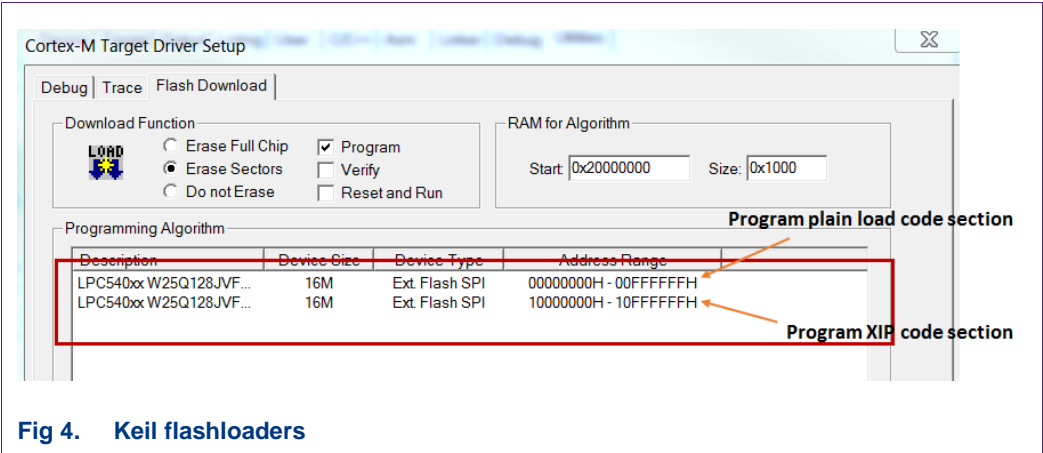 Cortex-M Target Driver Setup
Debug Trace Flash Download
Download Function
LOAD
Erase Full Chip
Erase Sectors
Do not Erase
Program
Verify
Reset and Run
RAM for Algorithm
Start: 0x20000000 Size: 0x1000
Program plain load code section
Programming Algorithm
Description Device Size Device Type Address Range
LPC540xx W25Q128JVF... 16M Ext. Flash SPI 00000000H - 00FFFFFFH
LPC540xx W25Q128JVF... 16M Ext. Flash SPI 10000000H - 10FFFFFFH
Program XIP code section
Fig 4. Keil flashloaders